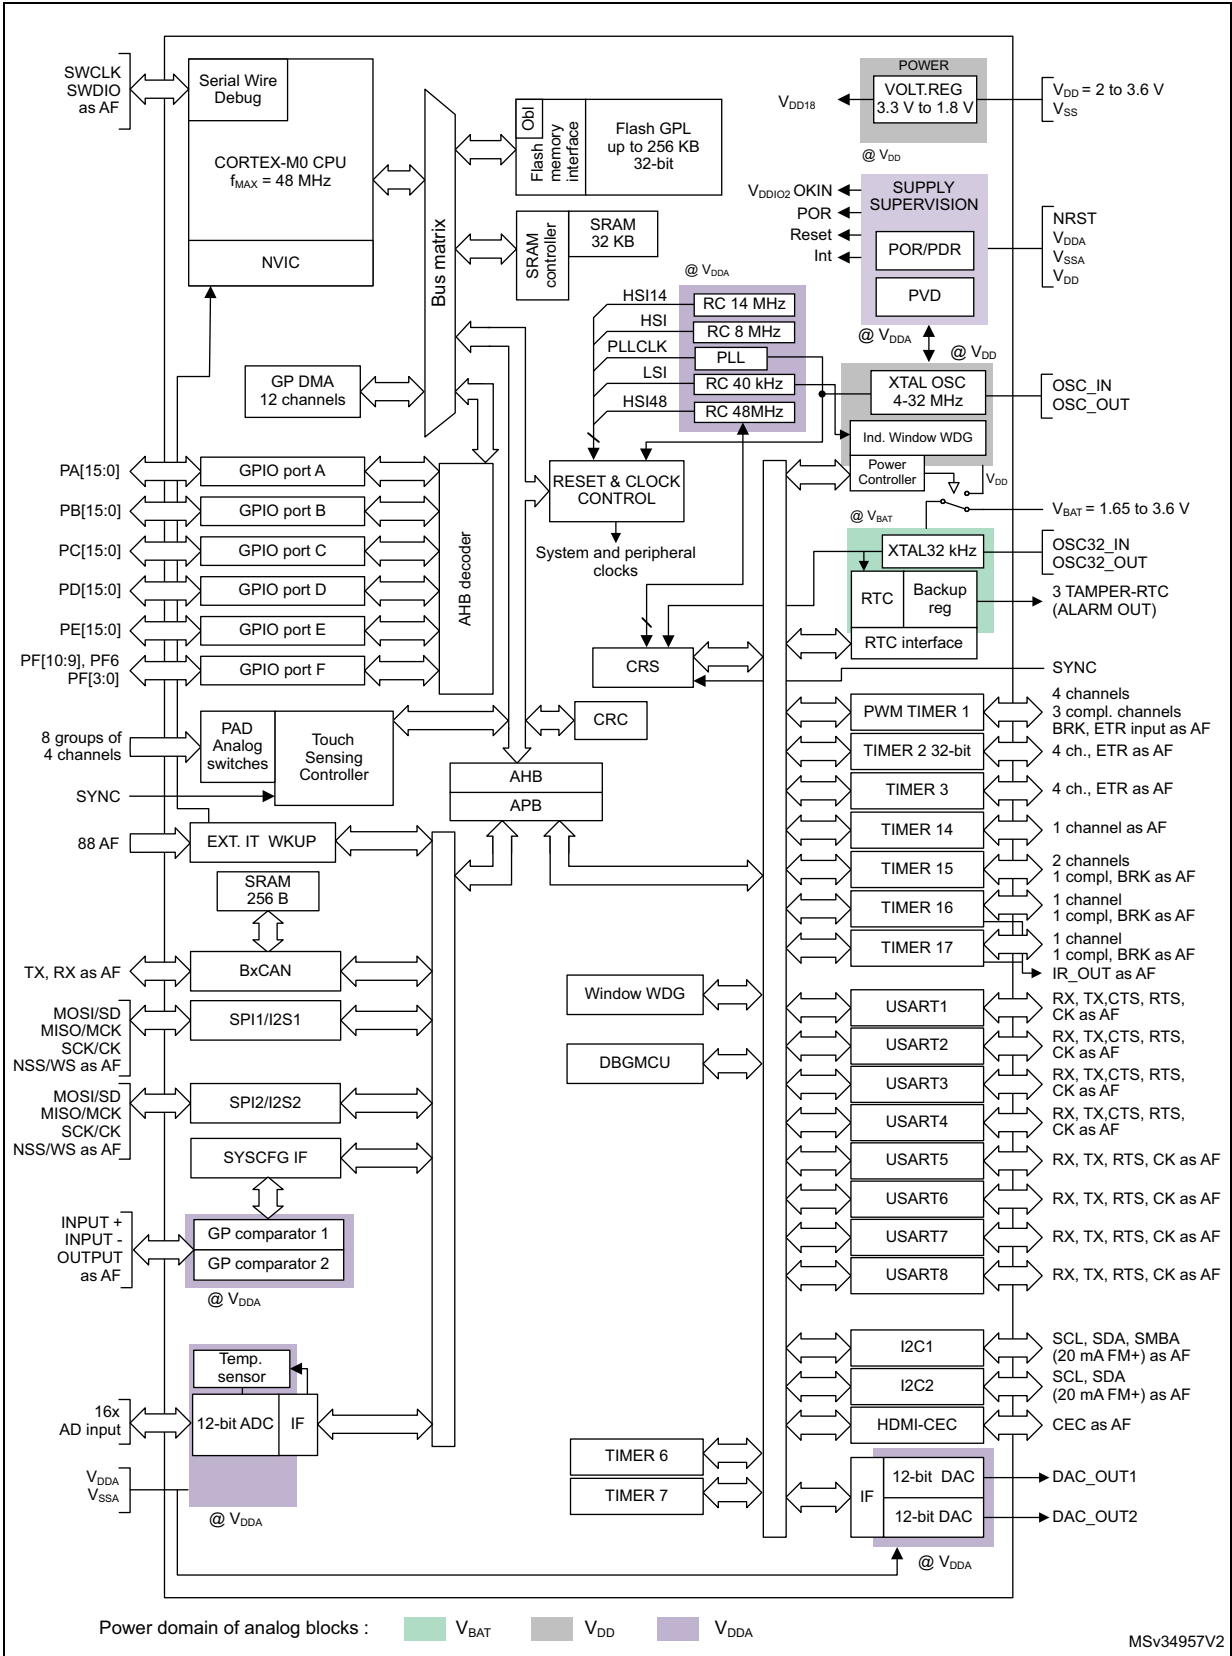 SWCLK
SWDIO
as AF
Serial Wire
Debug
CORTEX-M0 CPU
fMAX = 48 MHz
NVIC
Bus matrix
Obl
Flash
memory
interface
Flash GPL
up to 256 KB
32-bit
SRAM
controller
SRAM
32 KB
POWER
VOLT.REG
3.3 V to 1.8 V
VDD18
VDD = 2 to 3.6 V
VSS
@ VDD
VDDIO2 OKIN
POR
Reset
Int
SUPPLY
SUPERVISION
POR/PDR
PVD
NRST
VDDA
VSSA
VDD
@ VDDA
@ VDD
@ VDDA
HSI14
HSI
PLLCLK
LSI
HSI48
RC 14 MHz
RC 8 MHz
PLL
RC 40 kHz
RC 48MHz
XTAL OSC
4-32 MHz
OSC_IN
OSC_OUT
Ind. Window WDG
Power
Controller
VDD
VBAT = 1.65 to 3.6 V
@ VBAT
GP DMA
12 channels
PA[15:0]
GPIO port A
PB[15:0]
GPIO port B
PC[15:0]
GPIO port C
PD[15:0]
GPIO port D
PE[15:0]
GPIO port E
PF[10:9], PF6
PF[3:0]
GPIO port F
AHB decoder
RESET & CLOCK
CONTROL
System and peripheral
clocks
XTAL32 kHz
OSC32_IN
OSC32_OUT
RTC
Backup
reg
3 TAMPER-RTC
(ALARM OUT)
RTC interface
CRS
SYNC
8 groups of
4 channels
PAD
Analog
switches
Touch
Sensing
Controller
SYNC
CRC
AHB
APB
88 AF
EXT. IT WKUP
SRAM
256 B
TX, RX as AF
BxCAN
MOSI/SD
MISO/MCK
SCK/CK
NSS/WS as AF
SPI1/I2S1
MOSI/SD
MISO/MCK
SCK/CK
NSS/WS as AF
SPI2/I2S2
SYSCFG IF
INPUT +
INPUT -
OUTPUT
as AF
GP comparator 1
GP comparator 2
@ VDDA
Temp.
sensor
16x
AD input
12-bit ADC
IF
VDDA
VSSA
@ VDDA
Window WDG
DBGMCU
TIMER 6
TIMER 7
PWM TIMER 1
4 channels
3 compl. channels
BRK, ETR input as AF
TIMER 2 32-bit
4 ch., ETR as AF
TIMER 3
4 ch., ETR as AF
TIMER 14
1 channel as AF
TIMER 15
2 channels
1 compl, BRK as AF
TIMER 16
1 channel
1 compl, BRK as AF
TIMER 17
1 channel
1 compl, BRK as AF
IR_OUT as AF
USART1
RX, TX,CTS, RTS,
CK as AF
USART2
RX, TX,CTS, RTS,
CK as AF
USART3
RX, TX,CTS, RTS,
CK as AF
USART4
RX, TX,CTS, RTS,
CK as AF
USART5
RX, TX, RTS, CK as AF
USART6
RX, TX, RTS, CK as AF
USART7
RX, TX, RTS, CK as AF
USART8
RX, TX, RTS, CK as AF
I2C1
SCL, SDA, SMBA
(20 mA FM+) as AF
I2C2
SCL, SDA
(20 mA FM+) as AF
HDMI-CEC
CEC as AF
IF
12-bit DAC
DAC_OUT1
12-bit DAC
DAC_OUT2
@ VDDA
Power domain of analog blocks :
VBAT
VDD
VDDA
MSv34957V2